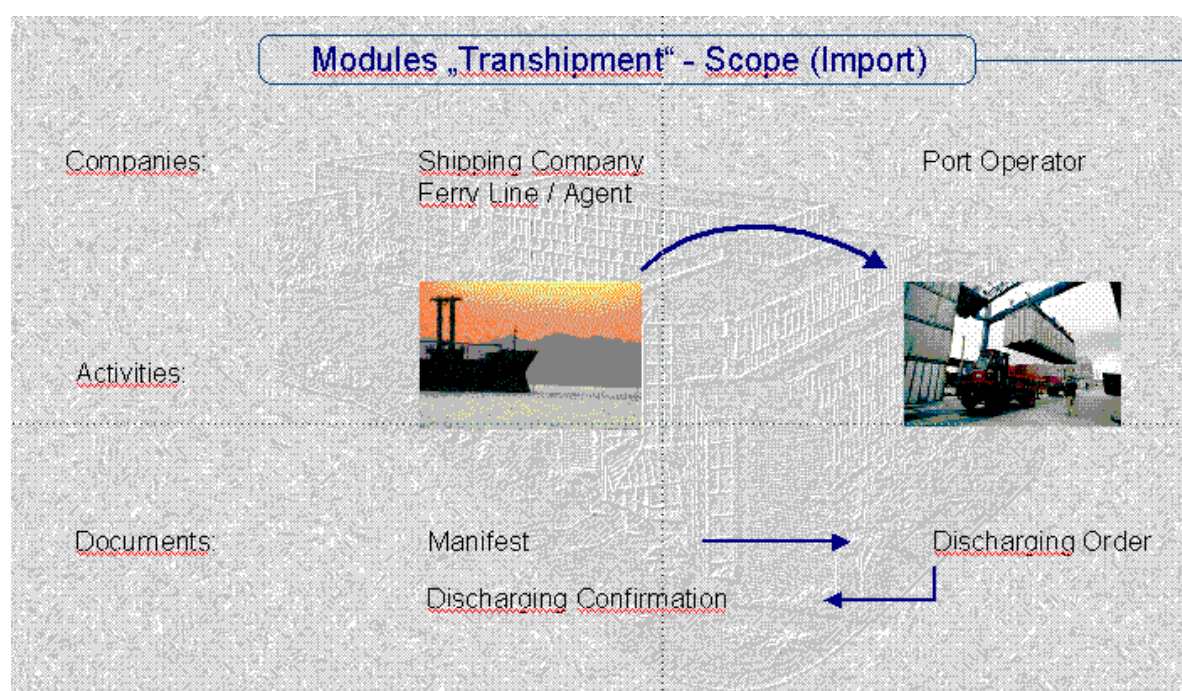 Modules „Transhipment“ - Scope (Import)
Companies:
Shipping Company
Ferry Line / Agent
Port Operator
Activities:
Documents:
Manifest
Discharging Order
Discharging Confirmation